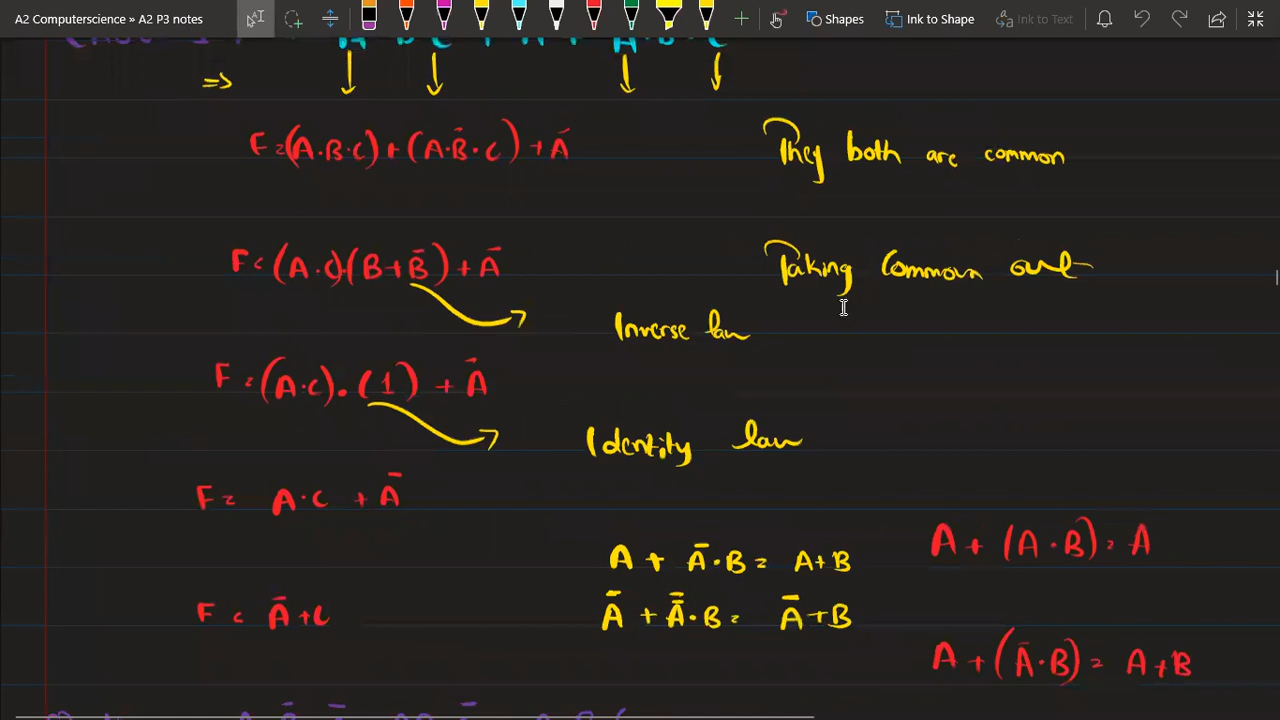 A2 Computerscience » A2 P3 notes
Shapes
Ink to Shape
Ink to Text
=>
F=(A·B·C)+(A·B̄·C)+Ā
They both are common
F=(A·C)·(B+B̄)+Ā
Taking Common out
Inverse law
F=(A·C).(1)+Ā
Identity law
F= A·C + Ā
A+(A·B)=A
A + Ā·B= A+B
F= Ā+C
Ā + A̿·B= Ā+B
A+(Ā·B)= A+B